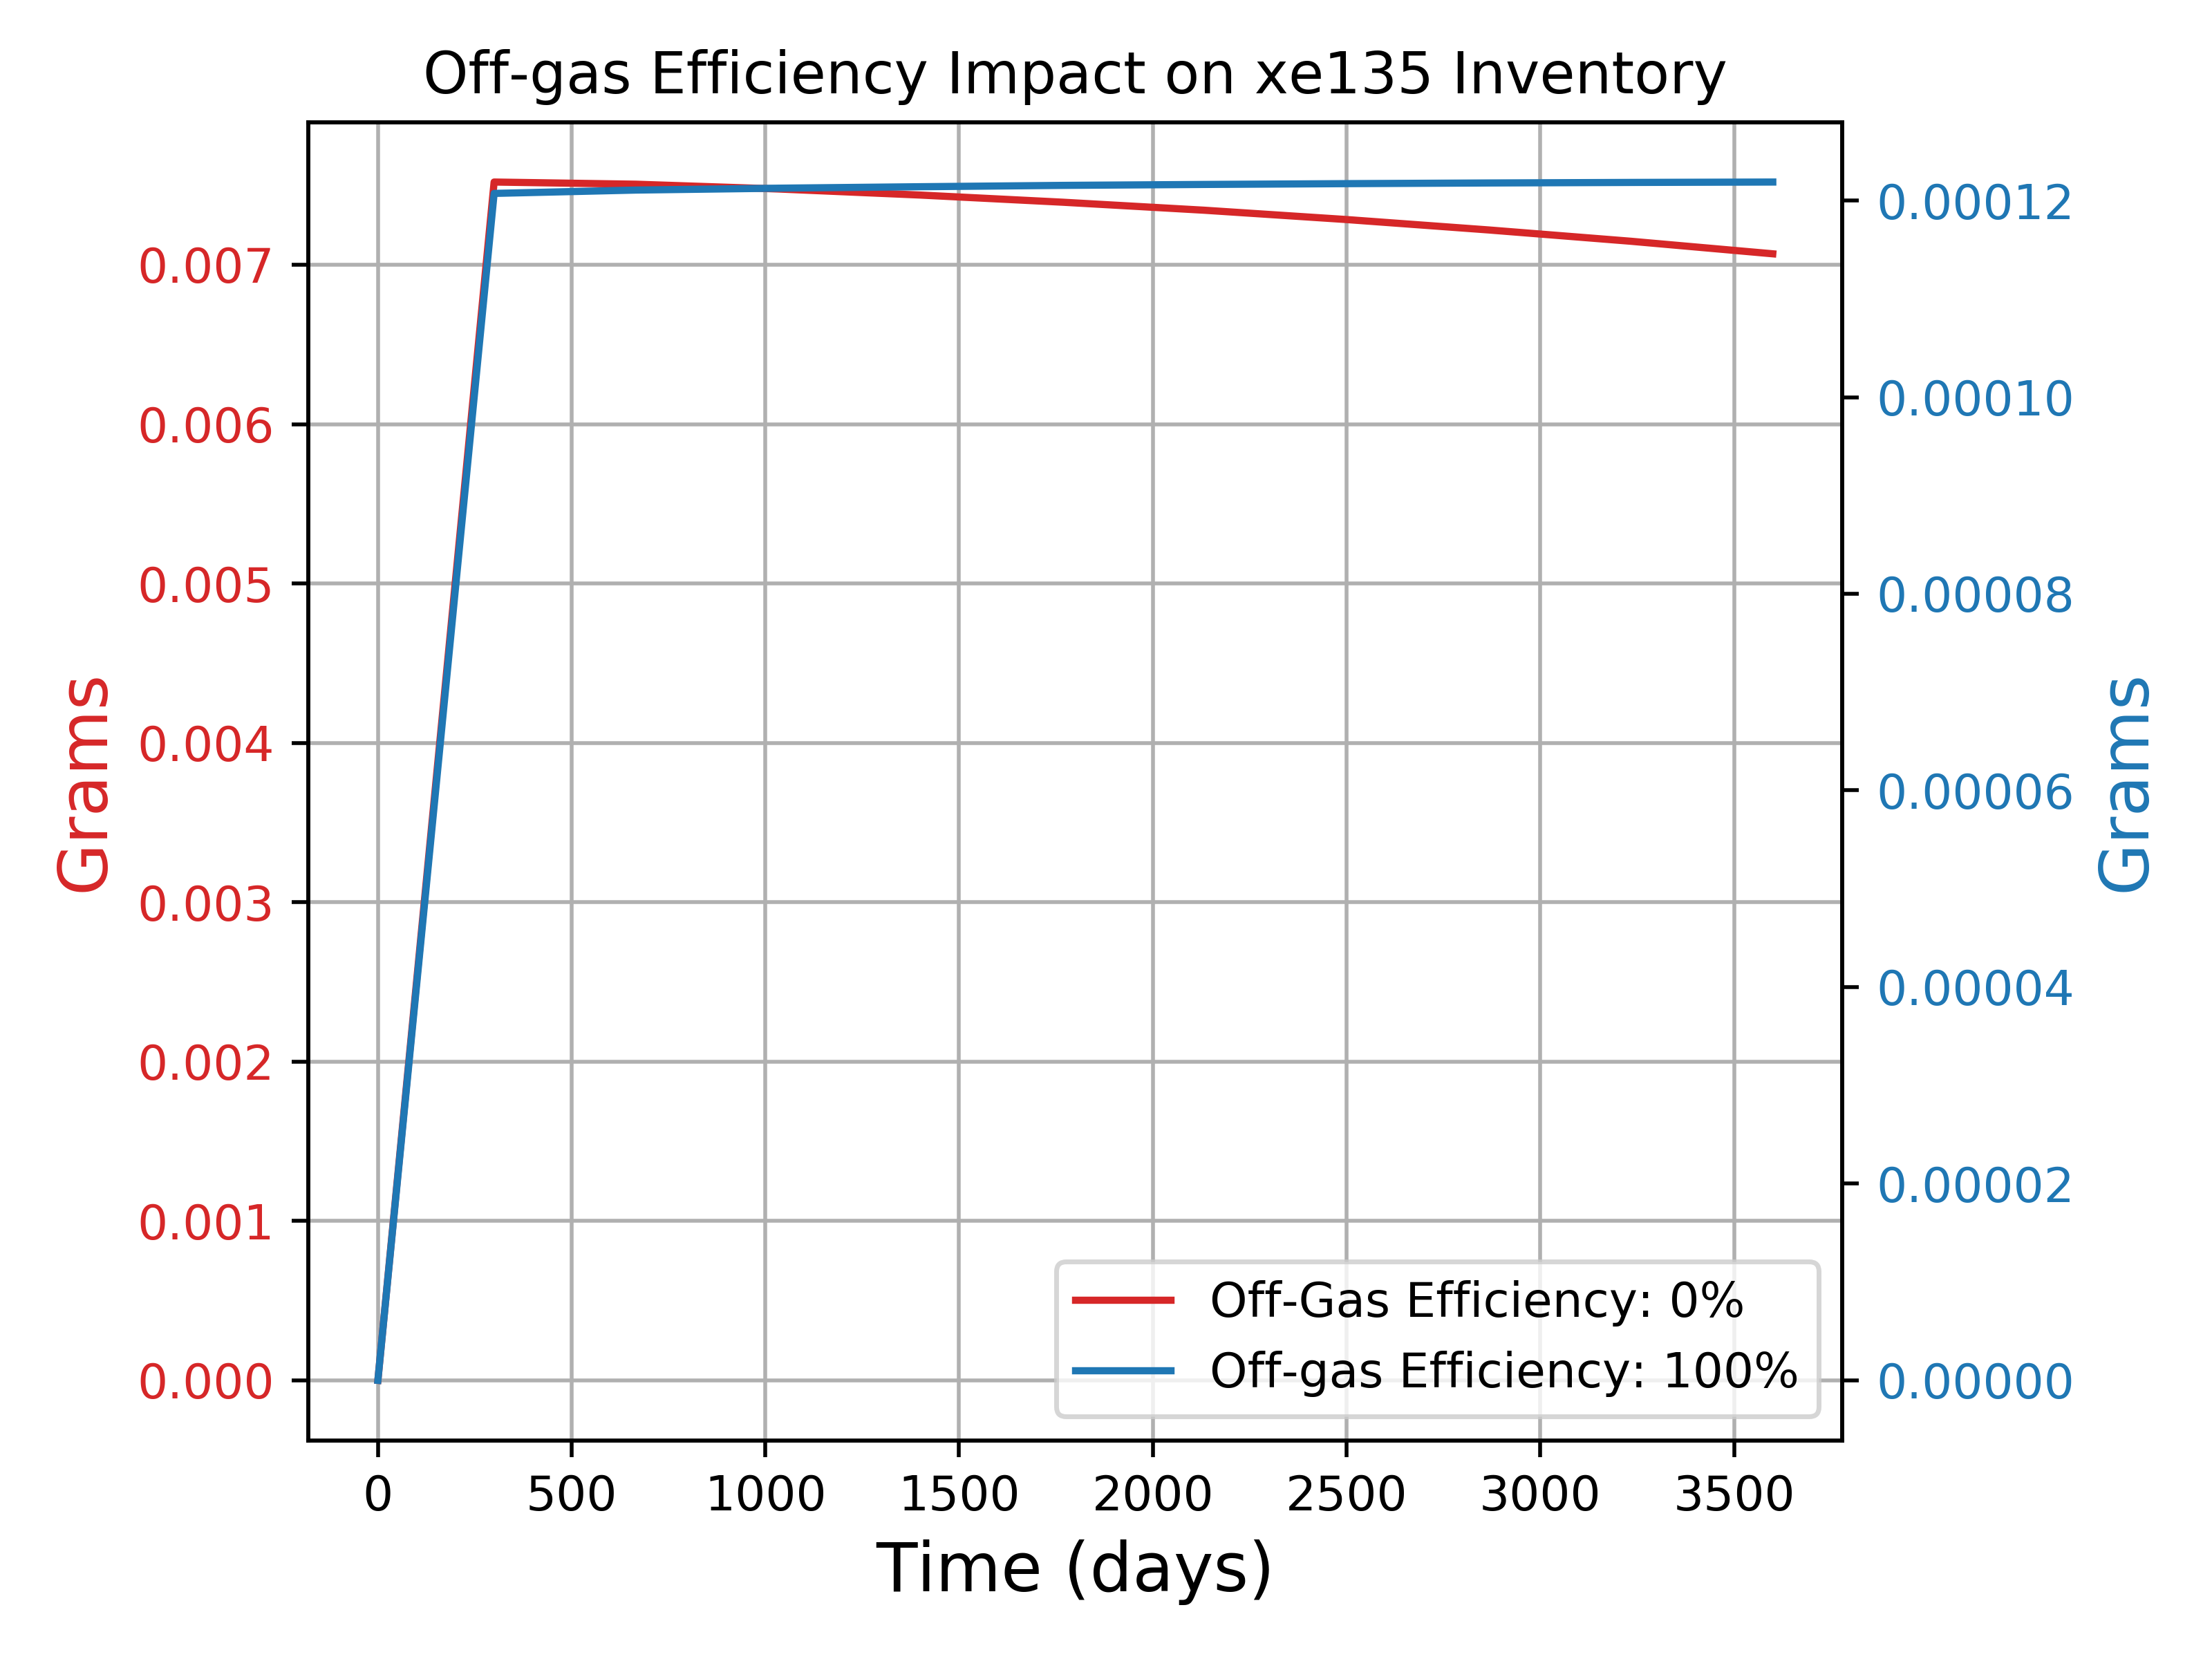 Off-gas Efficiency Impact on xe135 Inventory
0.007
0.006
0.005
0.004
0.003
0.002
0.001
0.000
Grams
0.00012
0.00010
0.00008
0.00006
0.00004
0.00002
0.00000
Grams
Off-Gas Efficiency: 0%
Off-gas Efficiency: 100%
0 500 1000 1500 2000 2500 3000 3500
Time (days)